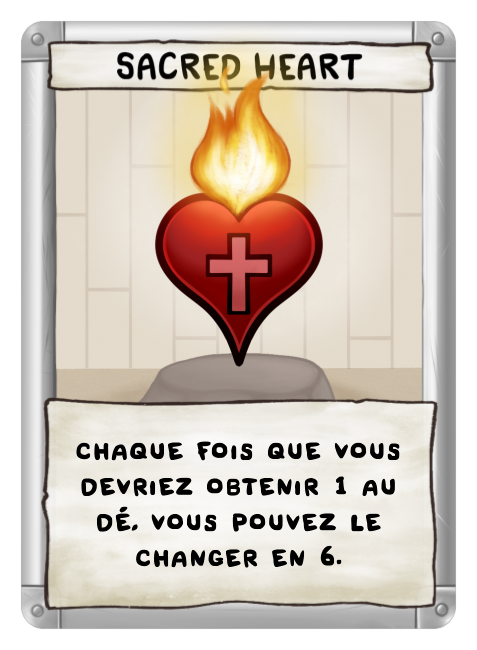 SACRED HEART
CHAQUE FOIS QUE VOUS
DEVRIEZ OBTENIR 1 AU
DÉ, VOUS POUVEZ LE
CHANGER EN 6.